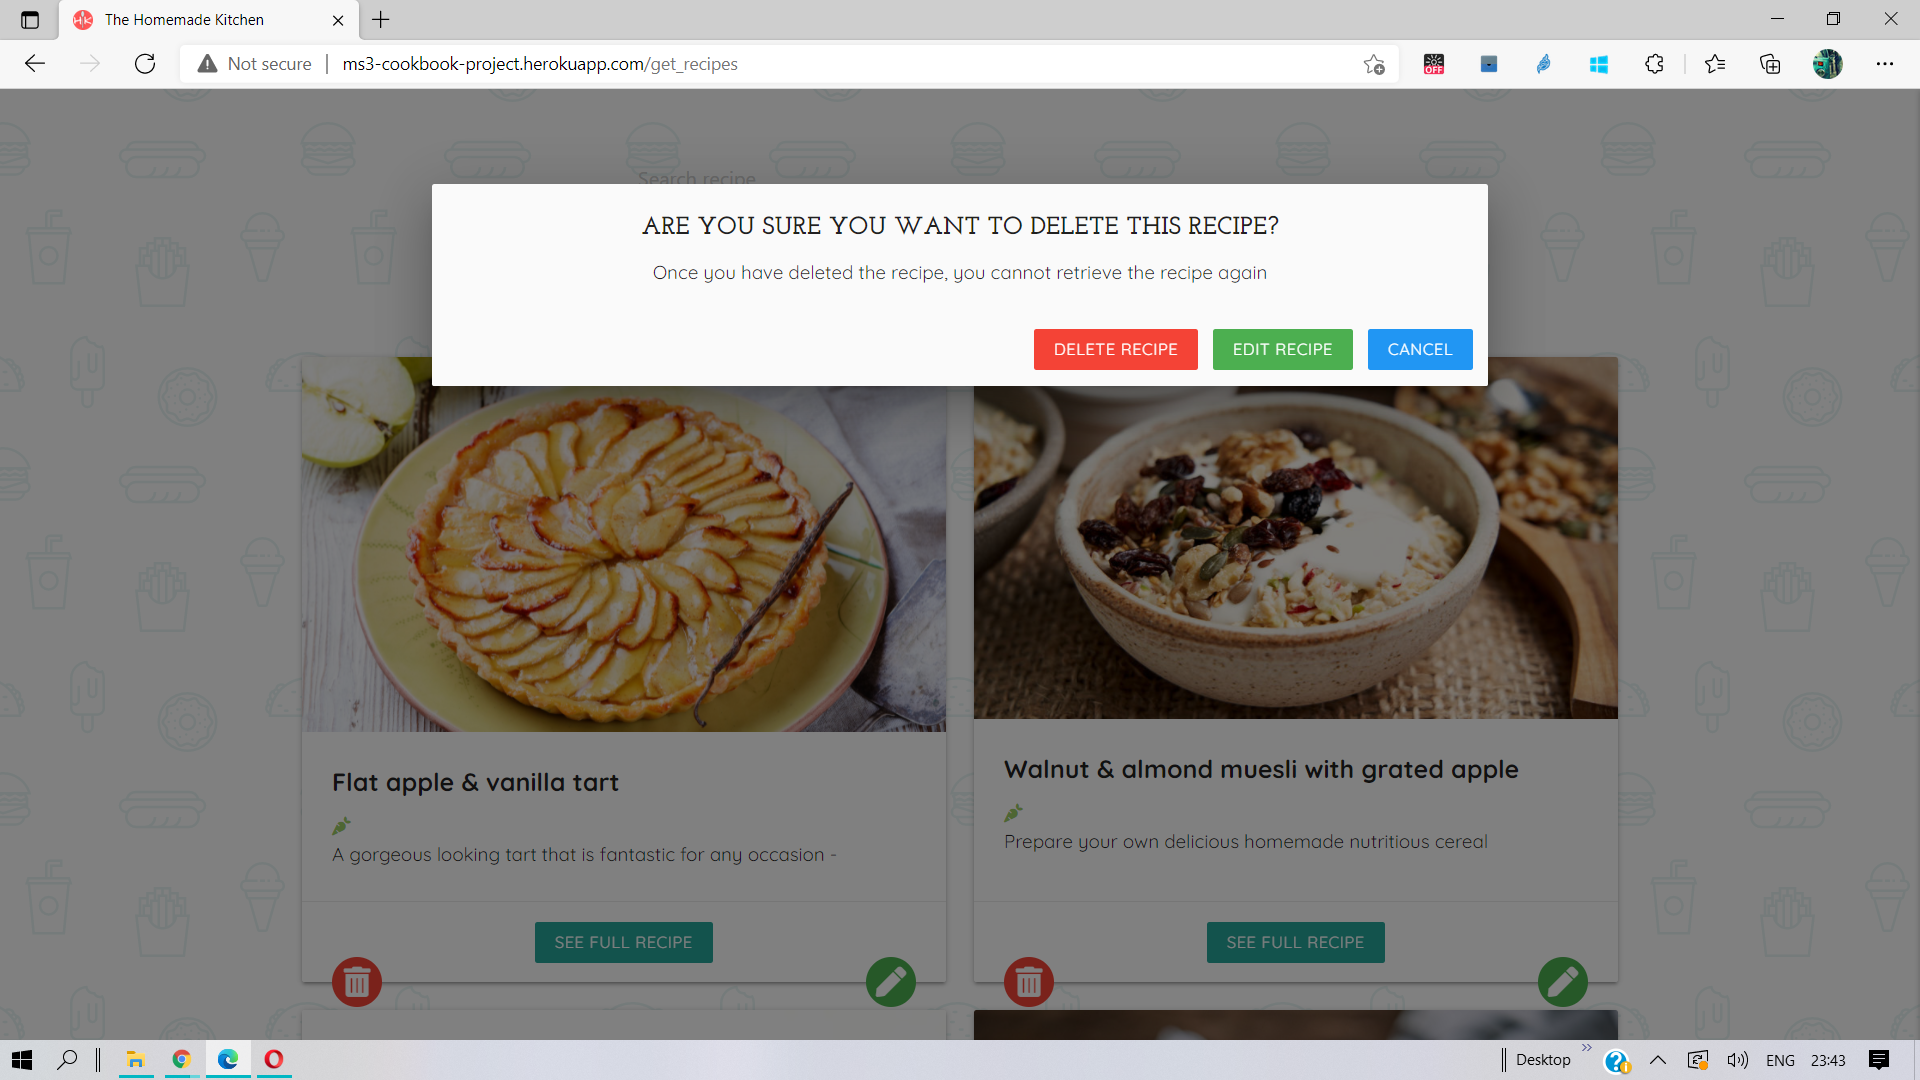 The Homemade Kitchen
Not secure
ms3-cookbook-project.herokuapp.com/get_recipes
OFF
Search recipe
ARE YOU SURE YOU WANT TO DELETE THIS RECIPE?
Once you have deleted the recipe, you cannot retrieve the recipe again
DELETE RECIPE
EDIT RECIPE
CANCEL
Flat apple & vanilla tart
A gorgeous looking tart that is fantastic for any occasion -
SEE FULL RECIPE
Walnut & almond muesli with grated apple
Prepare your own delicious homemade nutritious cereal
SEE FULL RECIPE
Desktop
ENG
23:43